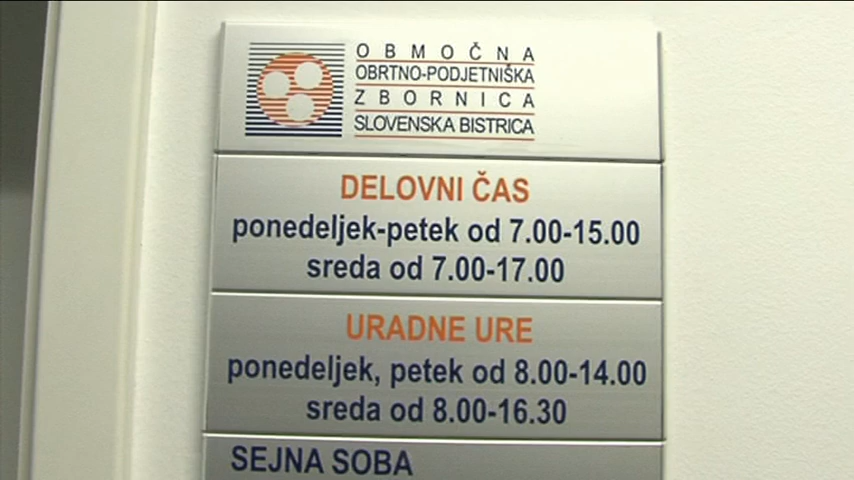 OBMOČNA
OBRTNO-PODJETNIŠKA
ZBORNICA
SLOVENSKA BISTRICA
DELOVNI ČAS
ponedeljek-petek od 7.00-15.00
sreda od 7.00-17.00
URADNE URE
ponedeljek, petek od 8.00-14.00
sreda od 8.00-16.30
SEJNA SOBA